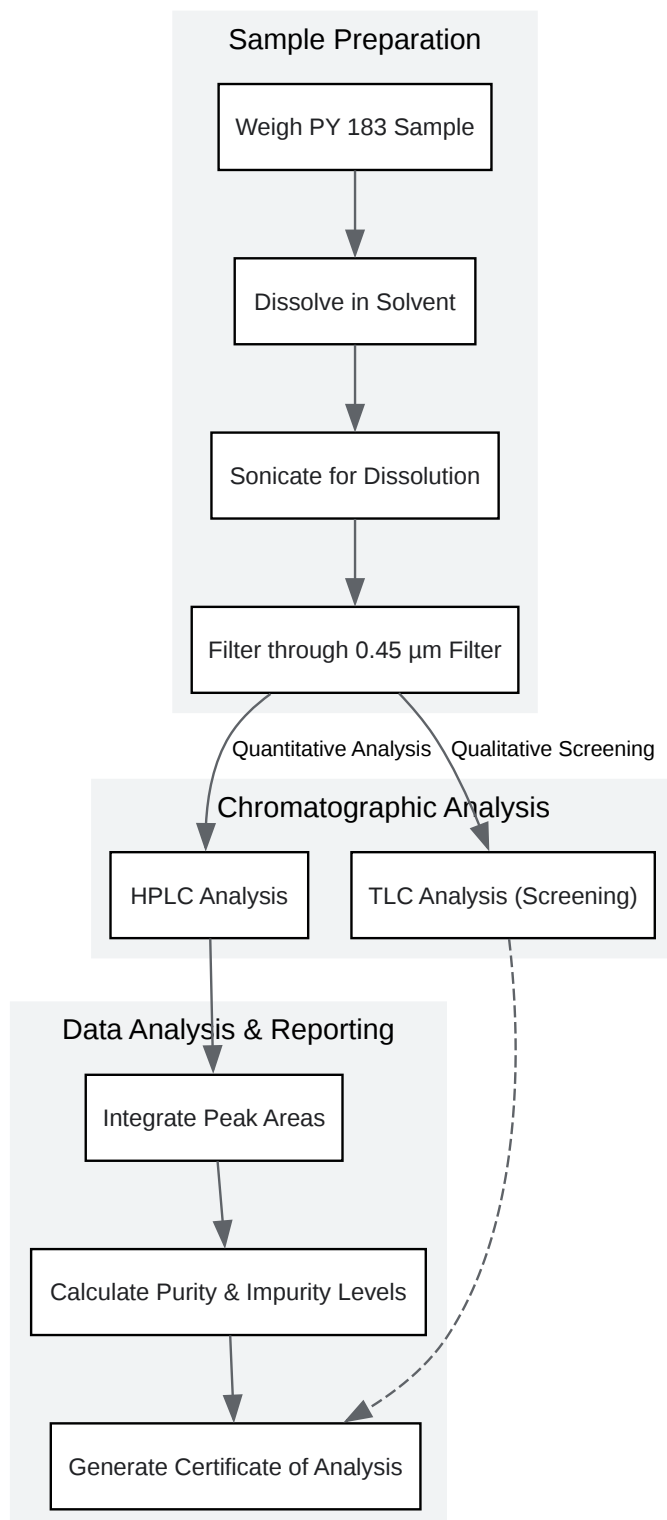 Sample Preparation
Weigh PY 183 Sample
Dissolve in Solvent
Sonicate for Dissolution
Filter through 0.45 µm Filter
Quantitative Analysis
Qualitative Screening
Chromatographic Analysis
HPLC Analysis
TLC Analysis (Screening)
Data Analysis & Reporting
Integrate Peak Areas
Calculate Purity & Impurity Levels
Generate Certificate of Analysis